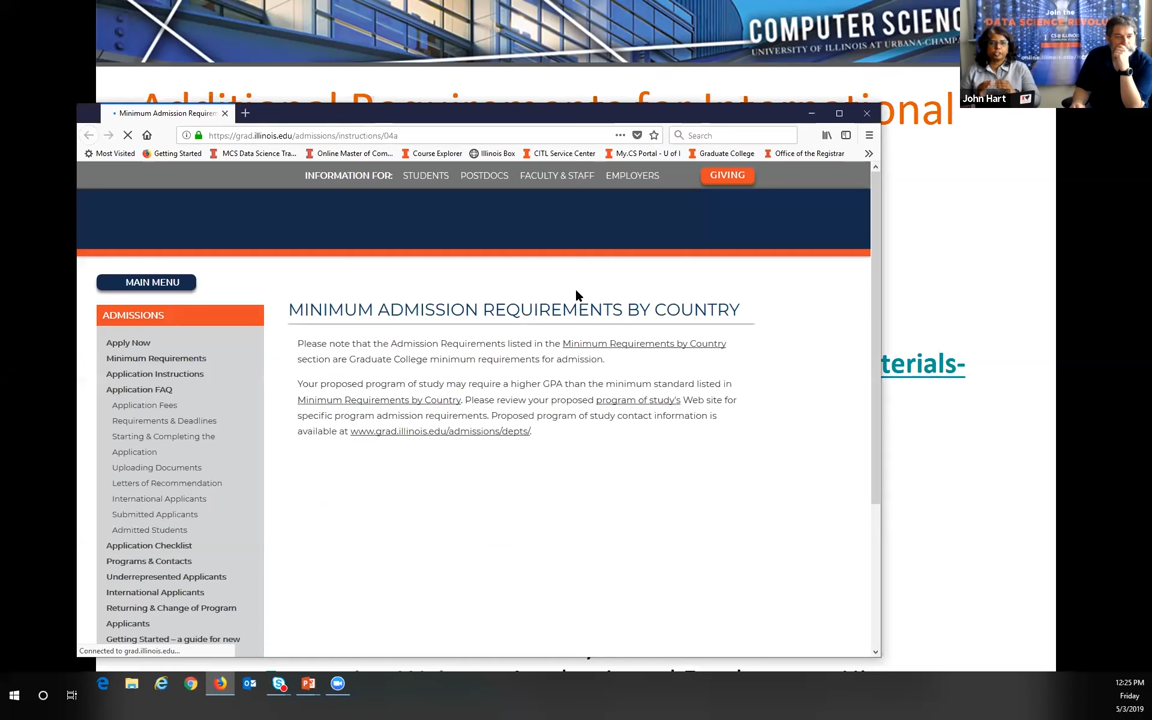 COMPUTER SCIENC
UNIVERSITY OF ILLINOIS AT URBANA-CHAMP
Join the
DATA SCIENCE REVOLU
John Hart
Additional Requirements for International
Minimum Admission Requirem
https://grad.illinois.edu/admissions/instructions/04a
Search
Most Visited Getting Started MCS Data Science Tra... Online Master of Com... Course Explorer Illinois Box CITL Service Center My.CS Portal - U of I Graduate College Office of the Registrar
INFORMATION FOR: STUDENTS POSTDOCS FACULTY & STAFF EMPLOYERS GIVING
MAIN MENU
ADMISSIONS
Apply Now
Minimum Requirements
Application Instructions
Application FAQ
Application Fees
Requirements & Deadlines
Starting & Completing the
Application
Uploading Documents
Letters of Recommendation
International Applicants
Submitted Applicants
Admitted Students
Application Checklist
Programs & Contacts
Underrepresented Applicants
International Applicants
Returning & Change of Program
Applicants
Getting Started – a guide for new
MINIMUM ADMISSION REQUIREMENTS BY COUNTRY
Please note that the Admission Requirements listed in the Minimum Requirements by Country
section are Graduate College minimum requirements for admission.
Your proposed program of study may require a higher GPA than the minimum standard listed in
Minimum Requirements by Country. Please review your proposed program of study's Web site for
specific program admission requirements. Proposed program of study contact information is
available at www.grad.illinois.edu/admissions/depts/.
terials-
Connected to grad.illinois.edu...
12:25 PM
Friday
5/3/2019